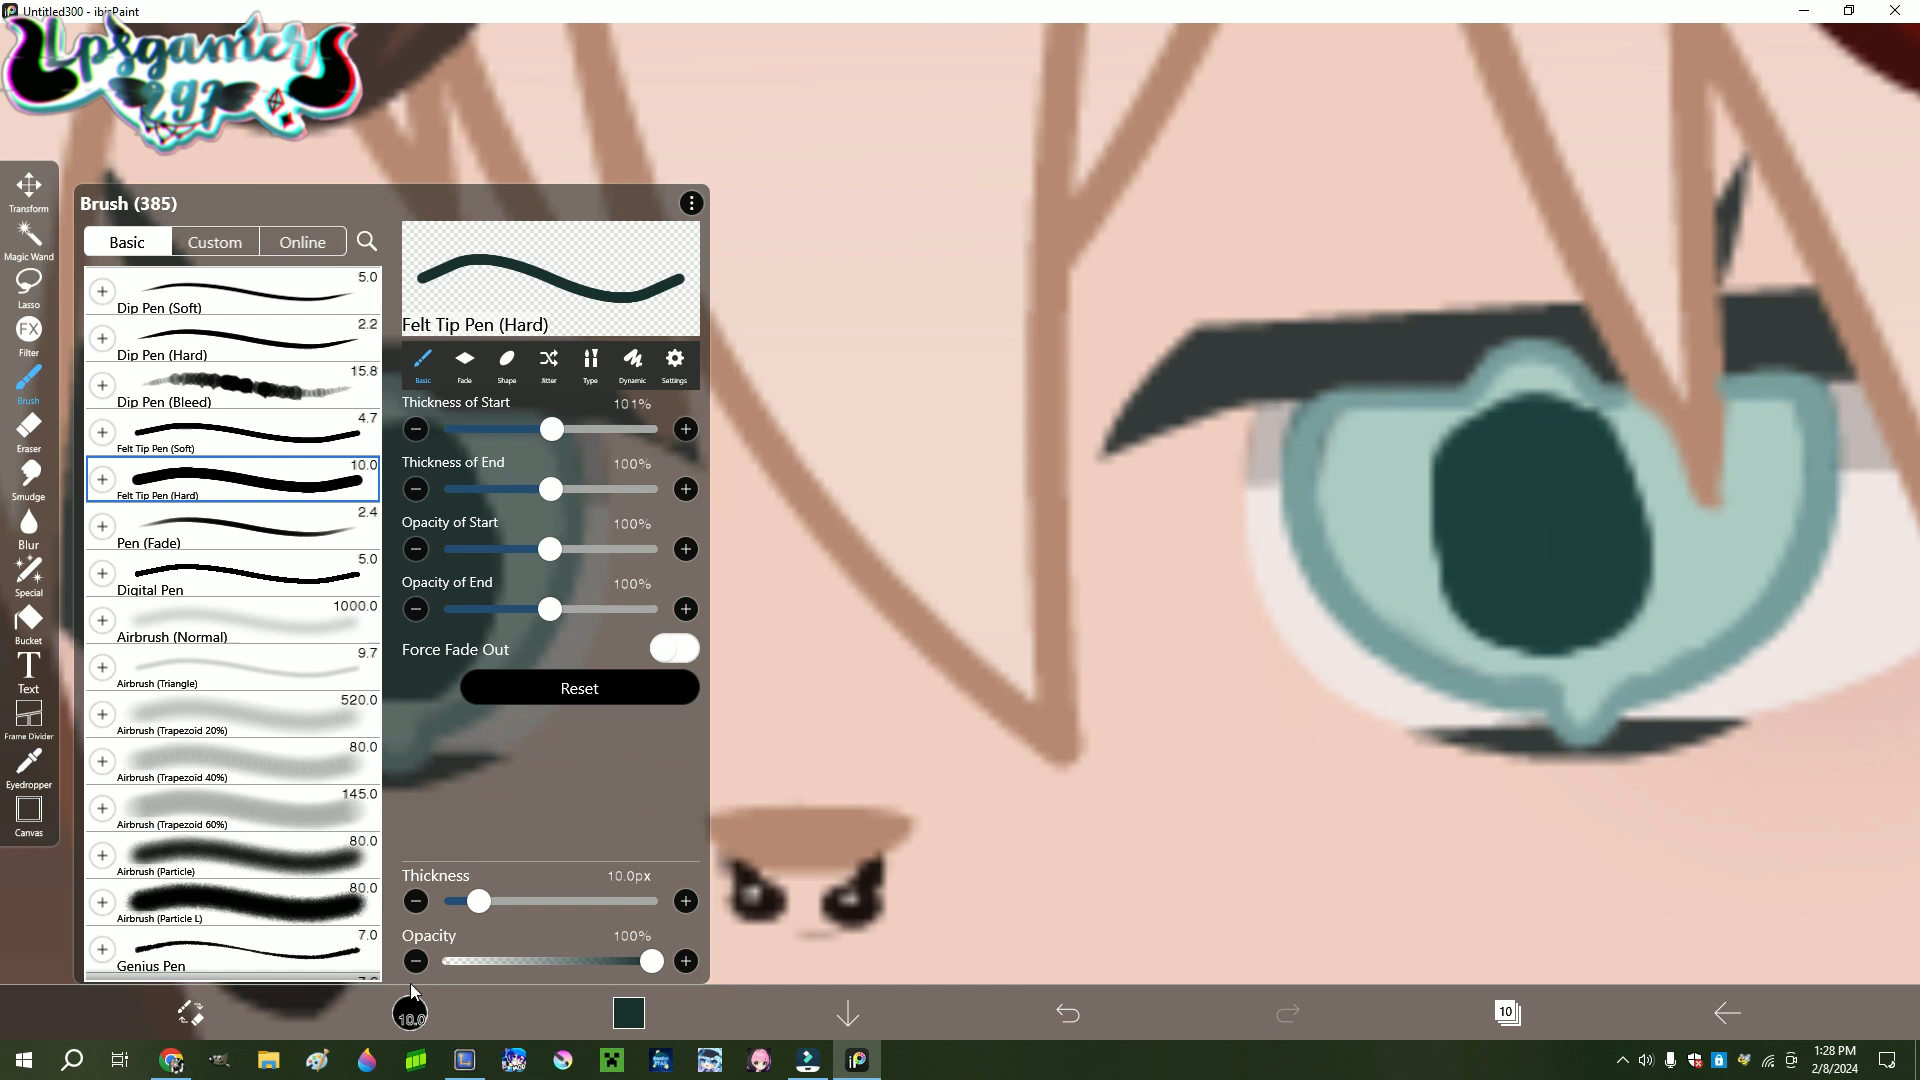 Untitled300 - ibisPaint
Lpsgamer
297
Transform
Magic Wand
Lasso
FX
Filter
Brush
Eraser
Smudge
Blur
Special
Bucket
T
Text
Frame Divider
Eyedropper
Canvas
Brush (385)
Basic
Custom
Online
5.0
Dip Pen (Soft)
2.2
Dip Pen (Hard)
15.8
Dip Pen (Bleed)
4.7
Felt Tip Pen (Soft)
10.0
Felt Tip Pen (Hard)
2.4
Pen (Fade)
5.0
Digital Pen
1000.0
Airbrush (Normal)
9.7
Airbrush (Triangle)
520.0
Airbrush (Trapezoid 20%)
80.0
Airbrush (Trapezoid 40%)
145.0
Airbrush (Trapezoid 60%)
80.0
Airbrush (Particle)
80.0
Airbrush (Particle L)
7.0
Genius Pen
Felt Tip Pen (Hard)
Basic
Fade
Shape
Jitter
Type
Dynamic
Settings
Thickness of Start 101%
Thickness of End 100%
Opacity of Start 100%
Opacity of End 100%
Force Fade Out
Reset
Thickness 10.0px
Opacity 100%
10.0
10
1:28 PM
2/8/2024